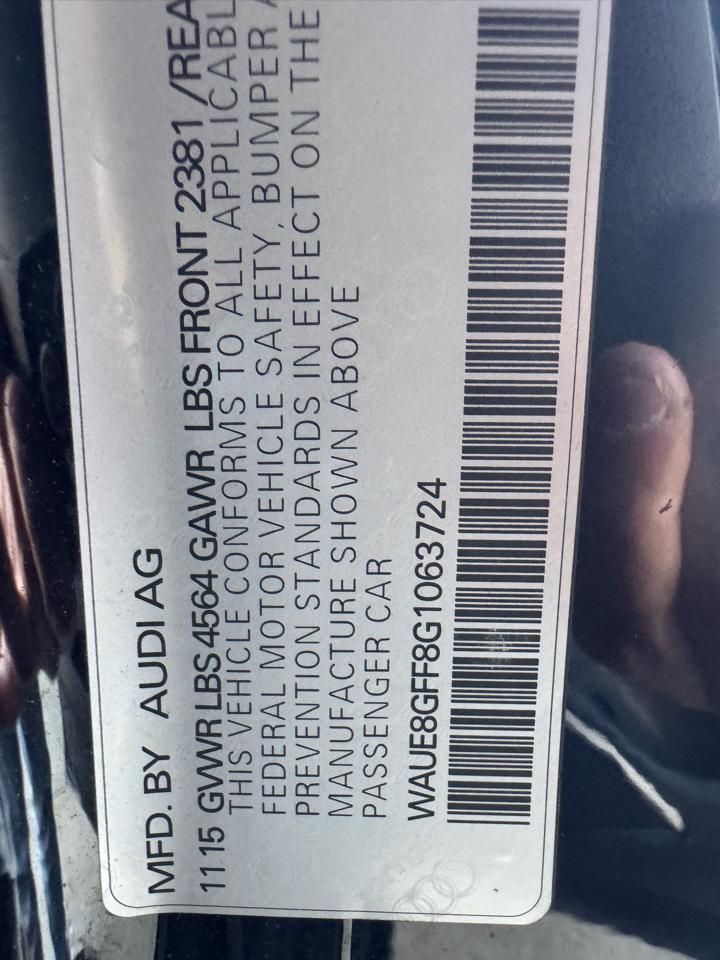 MFD. BY AUDI AG
11.15 GVWR LBS 4564 GAWR LBS FRONT 2381 /REA
THIS VEHICLE CONFORMS TO ALL APPLICABL
FEDERAL MOTOR VEHICLE SAFETY, BUMPER A
PREVENTION STANDARDS IN EFFECT ON THE
MANUFACTURE SHOWN ABOVE
PASSENGER CAR
WAUE8GFF8G1063724